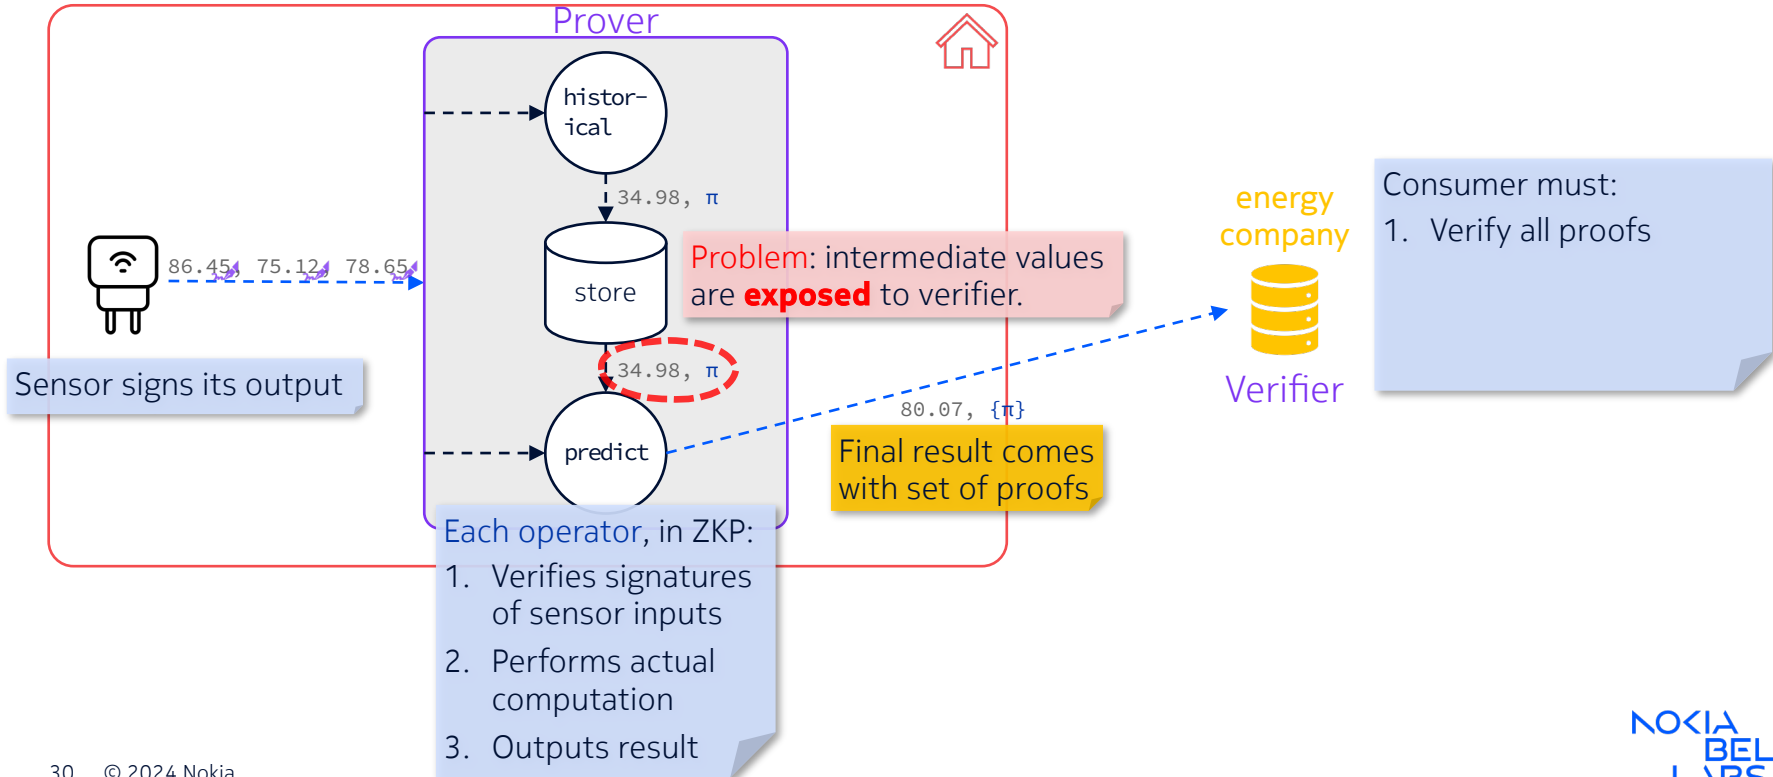 Prover
histor-
ical
34.98, π
86.45, 75.12, 78.65,
store
Problem: intermediate values
are exposed to verifier.
energy
company
Verifier
Consumer must:
1. Verify all proofs
Sensor signs its output
34.98, π
predict
80.07, {π}
Final result comes
with set of proofs
Each operator, in ZKP:
1. Verifies signatures
of sensor inputs
2. Performs actual
computation
3. Outputs result
30 © 2024 Nokia
NOKIA
BEL
LABS